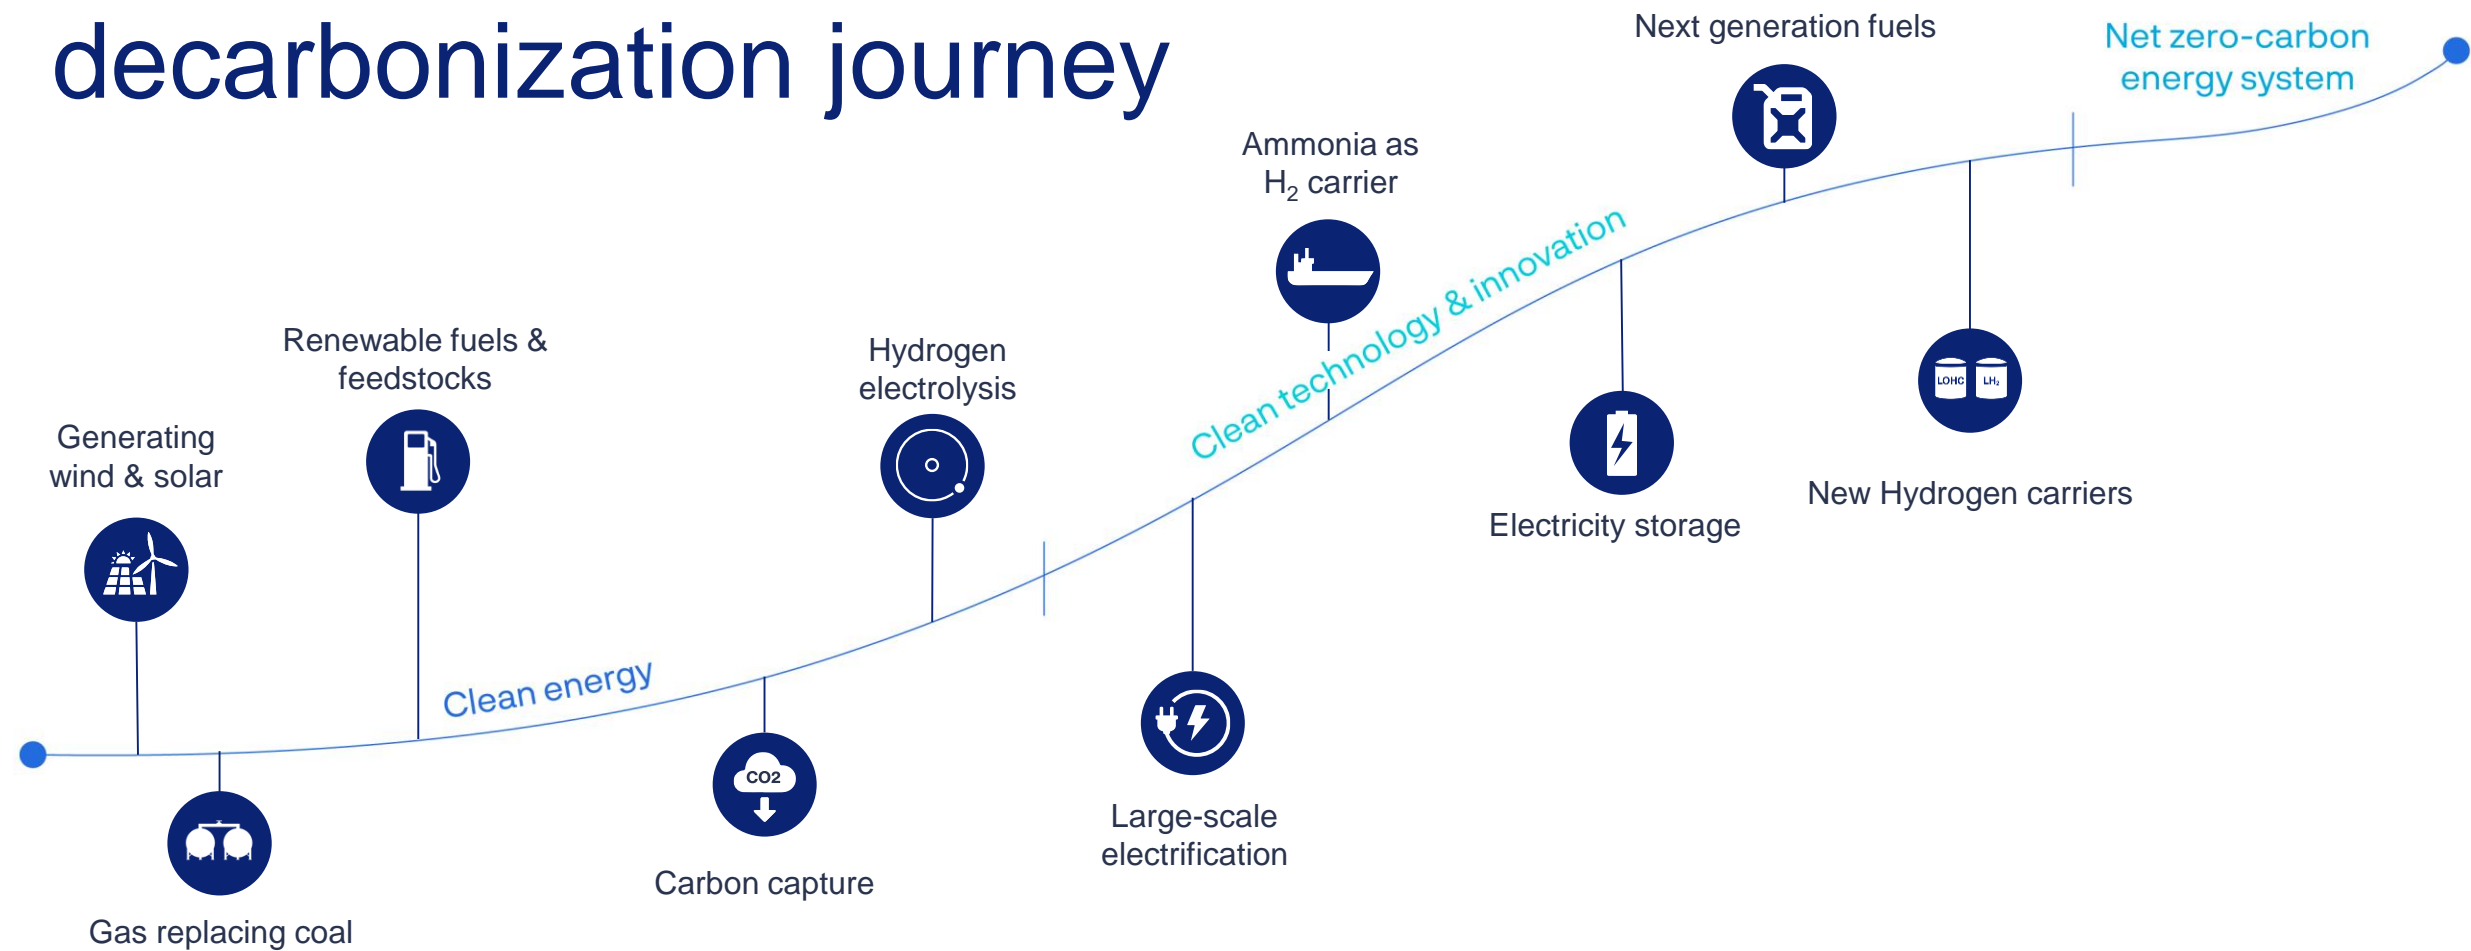 decarbonization journey
Generating
wind & solar
Gas replacing coal
Renewable fuels &
feedstocks
Clean energy
CO2
Carbon capture
Hydrogen
electrolysis
Large-scale
electrification
Ammonia as
H₂ carrier
Clean technology & innovation
Electricity storage
Next generation fuels
LOHC
LH₂
New Hydrogen carriers
Net zero-carbon
energy system